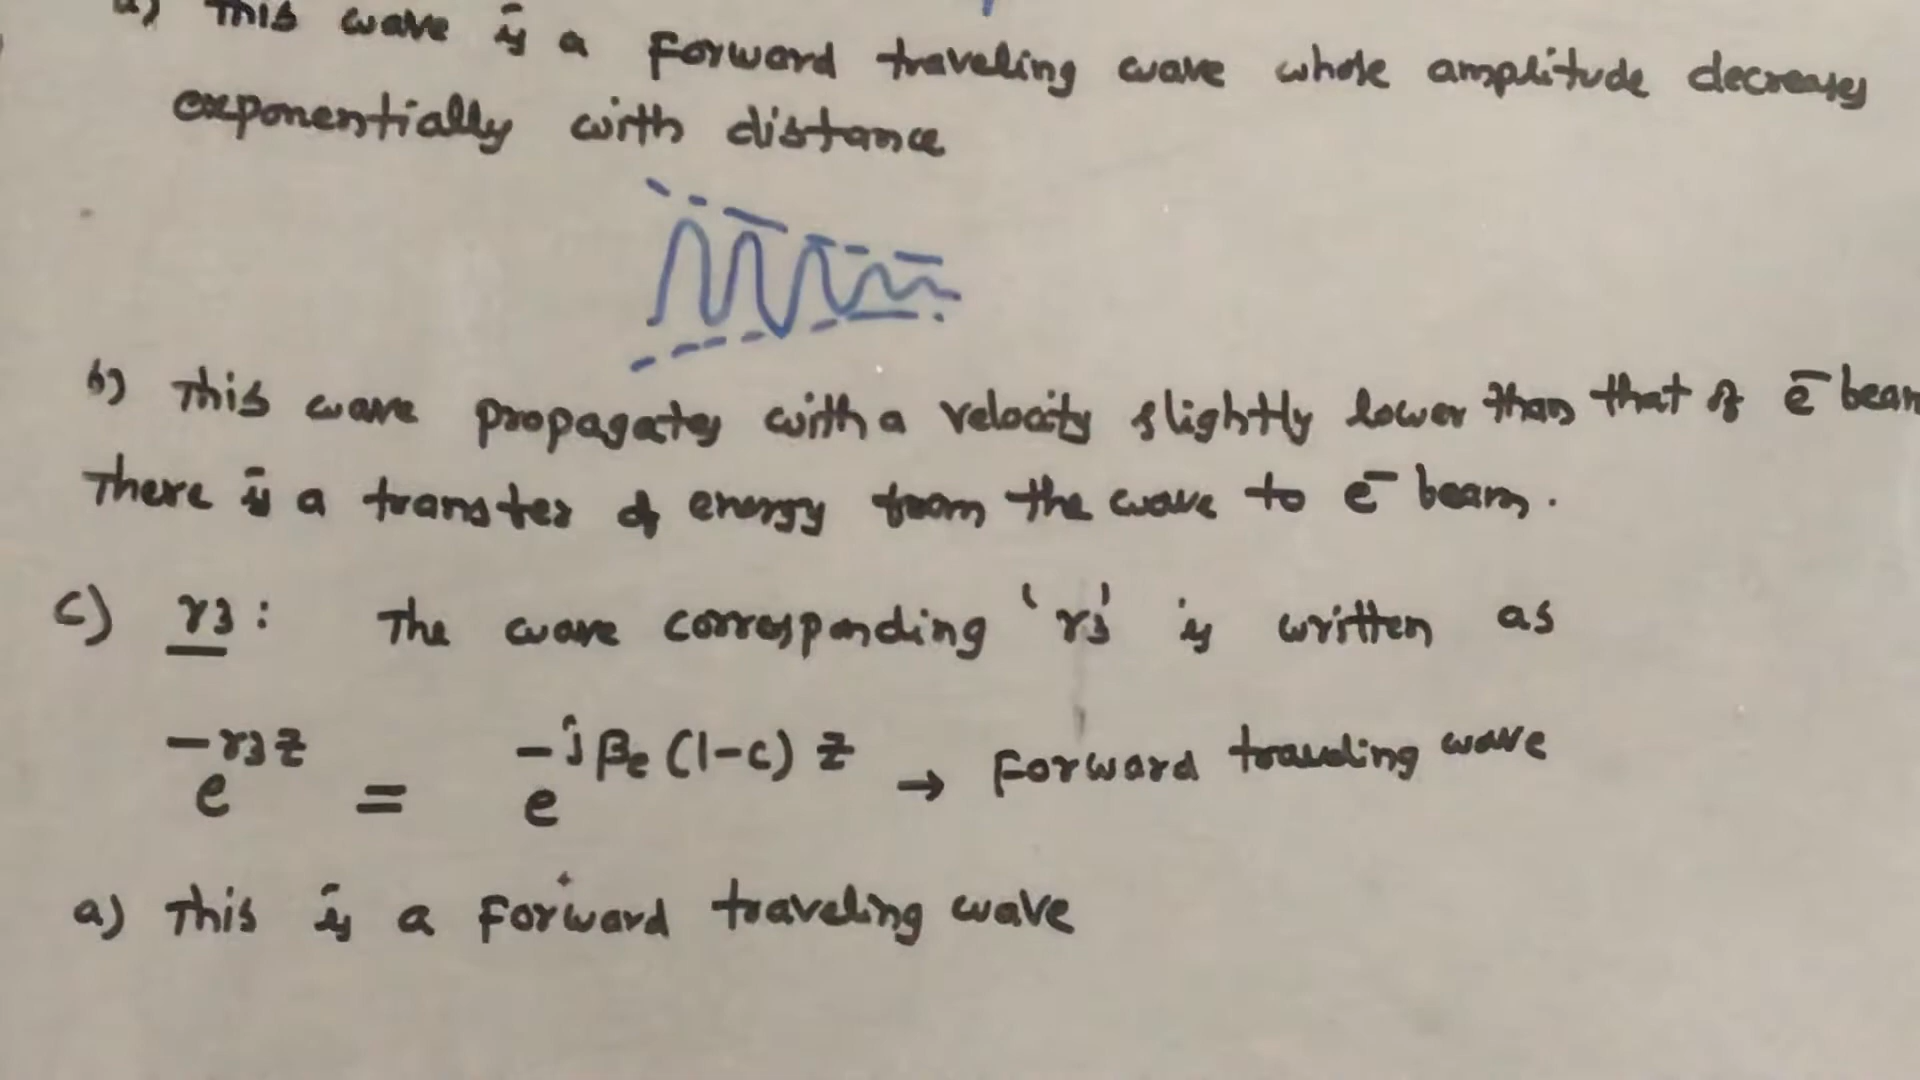 a) This wave is a forward traveling wave whose amplitude decreases
exponentially with distance
b) This wave propagates with a velocity slightly lower than that of e⁻ beam
There is a transfer of energy from the wave to e⁻ beam.
c) γ3 : The wave corresponding 'γ3' is written as
e^{-γ3z} = e^{-jβe(1-c)z} → Forward traveling wave
a) This is a forward traveling wave